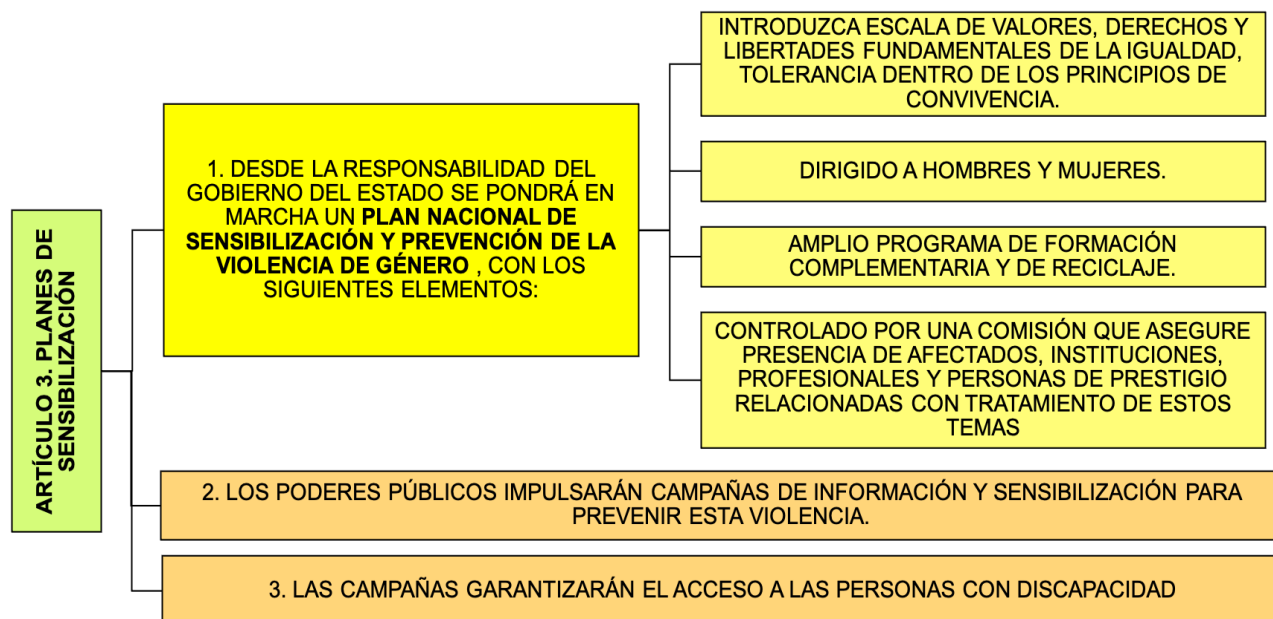 ARTÍCULO 3. PLANES DE
SENSIBILIZACIÓN
1. DESDE LA RESPONSABILIDAD DEL
GOBIERNO DEL ESTADO SE PONDRÁ EN
MARCHA UN PLAN NACIONAL DE
SENSIBILIZACIÓN Y PREVENCIÓN DE LA
VIOLENCIA DE GÉNERO , CON LOS
SIGUIENTES ELEMENTOS:
INTRODUZCA ESCALA DE VALORES, DERECHOS Y
LIBERTADES FUNDAMENTALES DE LA IGUALDAD,
TOLERANCIA DENTRO DE LOS PRINCIPIOS DE
CONVIVENCIA.
DIRIGIDO A HOMBRES Y MUJERES.
AMPLIO PROGRAMA DE FORMACIÓN
COMPLEMENTARIA Y DE RECICLAJE.
CONTROLADO POR UNA COMISIÓN QUE ASEGURE
PRESENCIA DE AFECTADOS, INSTITUCIONES,
PROFESIONALES Y PERSONAS DE PRESTIGIO
RELACIONADAS CON TRATAMIENTO DE ESTOS
TEMAS
2. LOS PODERES PÚBLICOS IMPULSARÁN CAMPAÑAS DE INFORMACIÓN Y SENSIBILIZACIÓN PARA
PREVENIR ESTA VIOLENCIA.
3. LAS CAMPAÑAS GARANTIZARÁN EL ACCESO A LAS PERSONAS CON DISCAPACIDAD